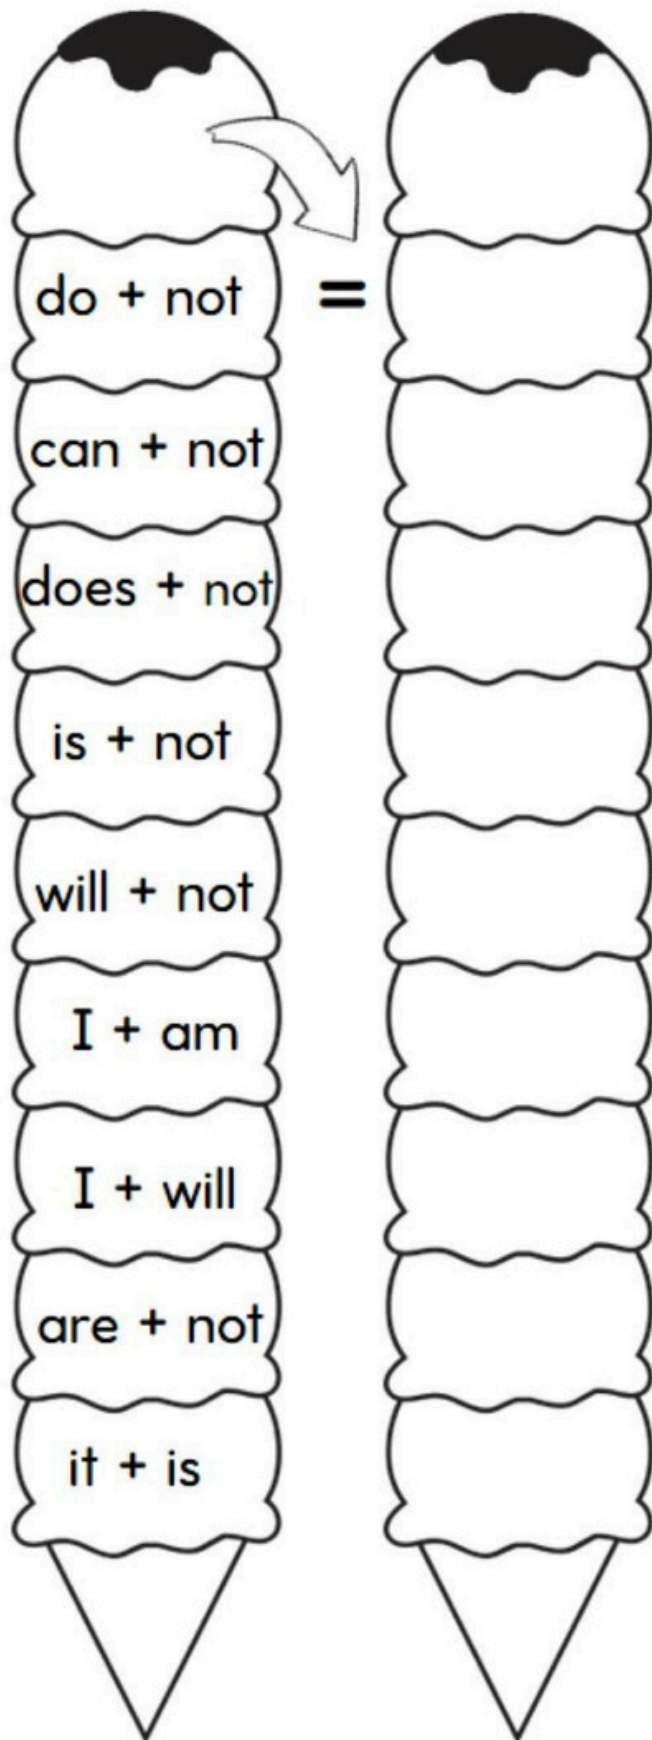 do + not =
can + not
does + not
is + not
will + not
I + am
I + will
are + not
it + is